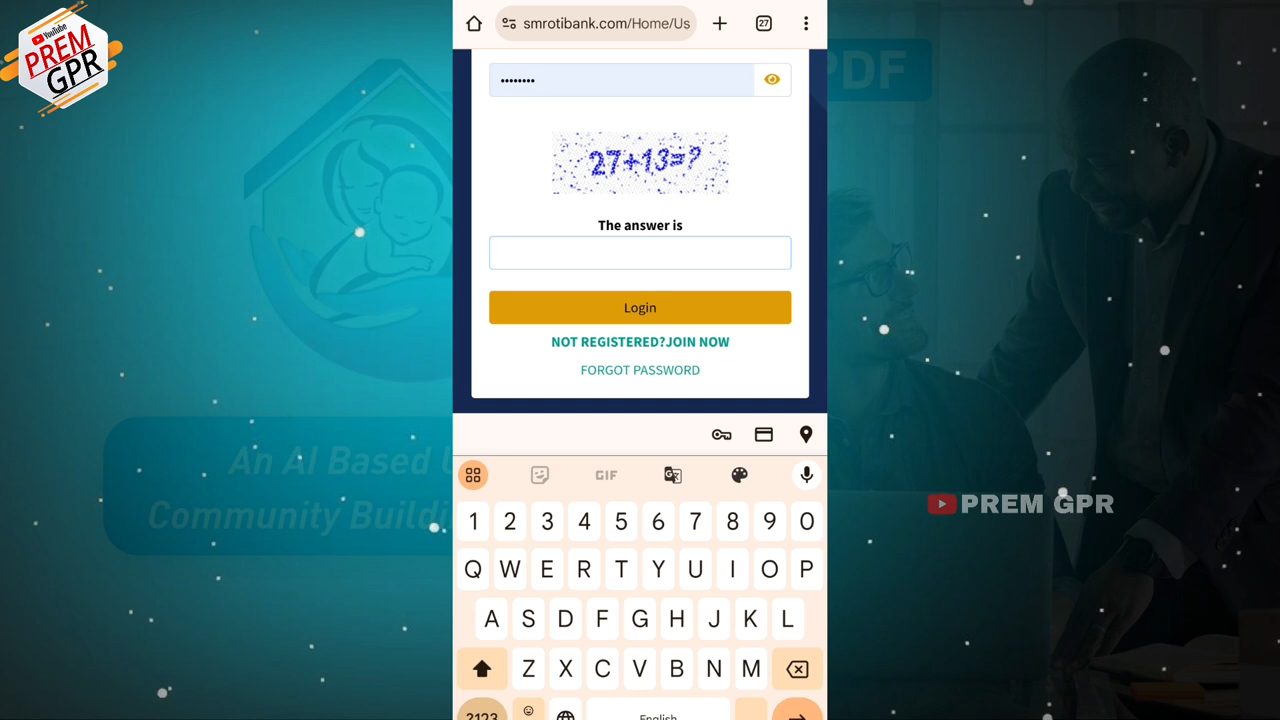 YouTube
PREM
GPR
PDF
An AI Based
Community Buildi
smrotibank.com/Home/Us
27
••••••••
27+13=?
The answer is
Login
NOT REGISTERED?JOIN NOW
FORGOT PASSWORD
PREM GPR
GIF
1 2 3 4 5 6 7 8 9 0
Q W E R T Y U I O P
A S D F G H J K L
Z X C V B N M
?123
English